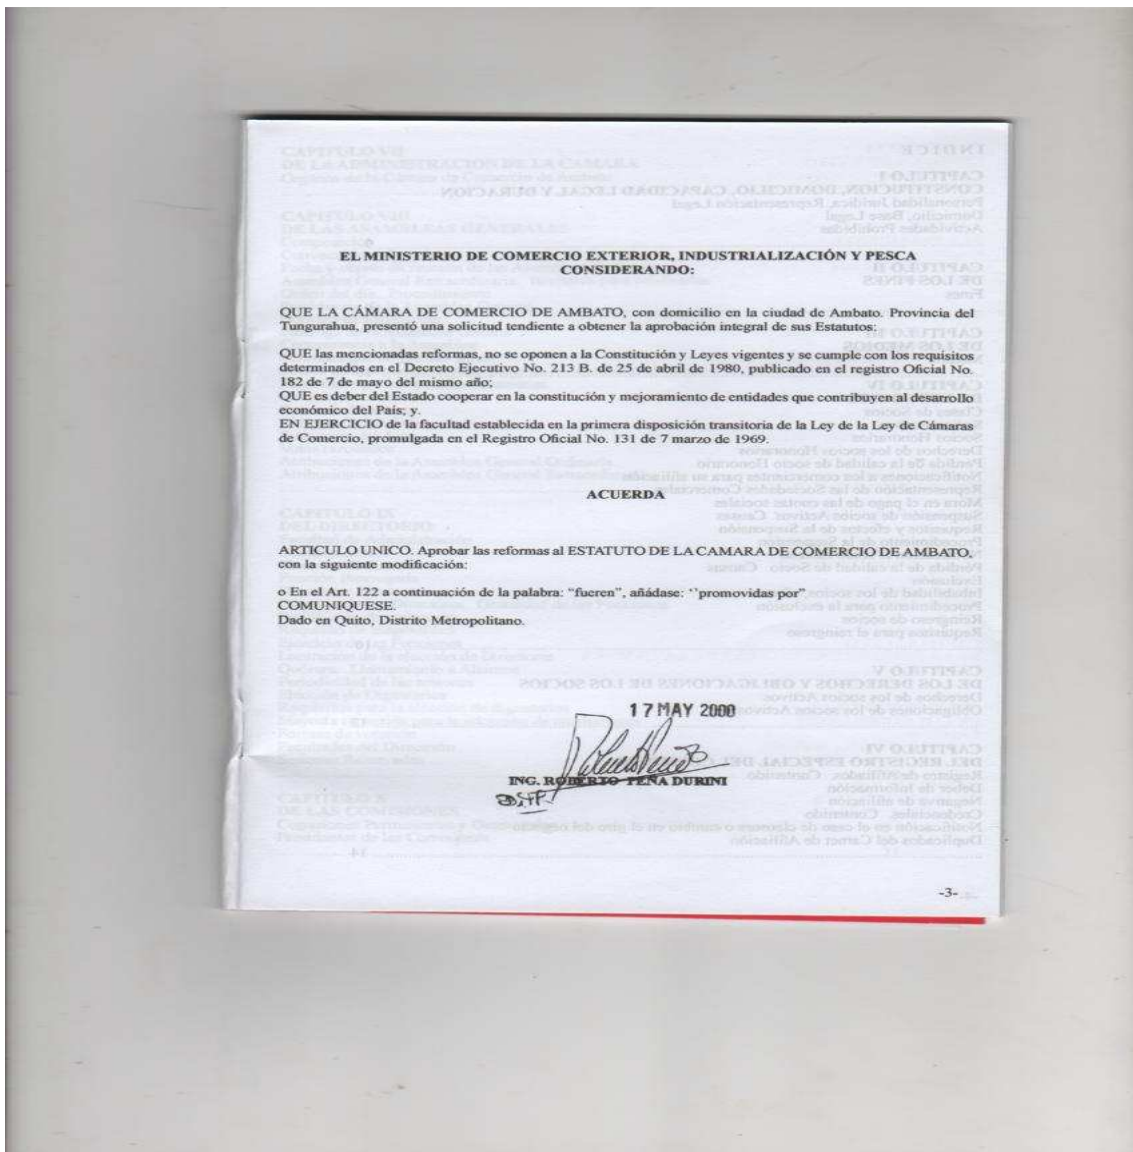 EL MINISTERIO DE COMERCIO EXTERIOR, INDUSTRIALIZACIÓN Y PESCA
CONSIDERANDO:
QUE LA CÁMARA DE COMERCIO DE AMBATO, con domicilio en la ciudad de Ambato. Provincia del
Tungurahua, presentó una solicitud tendiente a obtener la aprobación integral de sus Estatutos;
QUE las mencionadas reformas, no se oponen a la Constitución y Leyes vigentes y se cumple con los requisitos
determinados en el Decreto Ejecutivo No. 213 B. de 25 de abril de 1980, publicado en el registro Oficial No.
182 de 7 de mayo del mismo año;
QUE es deber del Estado cooperar en la constitución y mejoramiento de entidades que contribuyen al desarrollo
económico del País; y.
EN EJERCICIO de la facultad establecida en la primera disposición transitoria de la Ley de la Ley de Cámaras
de Comercio, promulgada en el Registro Oficial No. 131 de 7 marzo de 1969.
ACUERDA
ARTICULO UNICO. Aprobar las reformas al ESTATUTO DE LA CAMARA DE COMERCIO DE AMBATO,
con la siguiente modificación:
o En el Art. 122 a continuación de la palabra: “fueren”, añádase: ‘’promovidas por”
COMUNIQUESE.
Dado en Quito, Distrito Metropolitano.
17 MAY 2000
ING. ROBERTO PEÑA DURINI
-3-